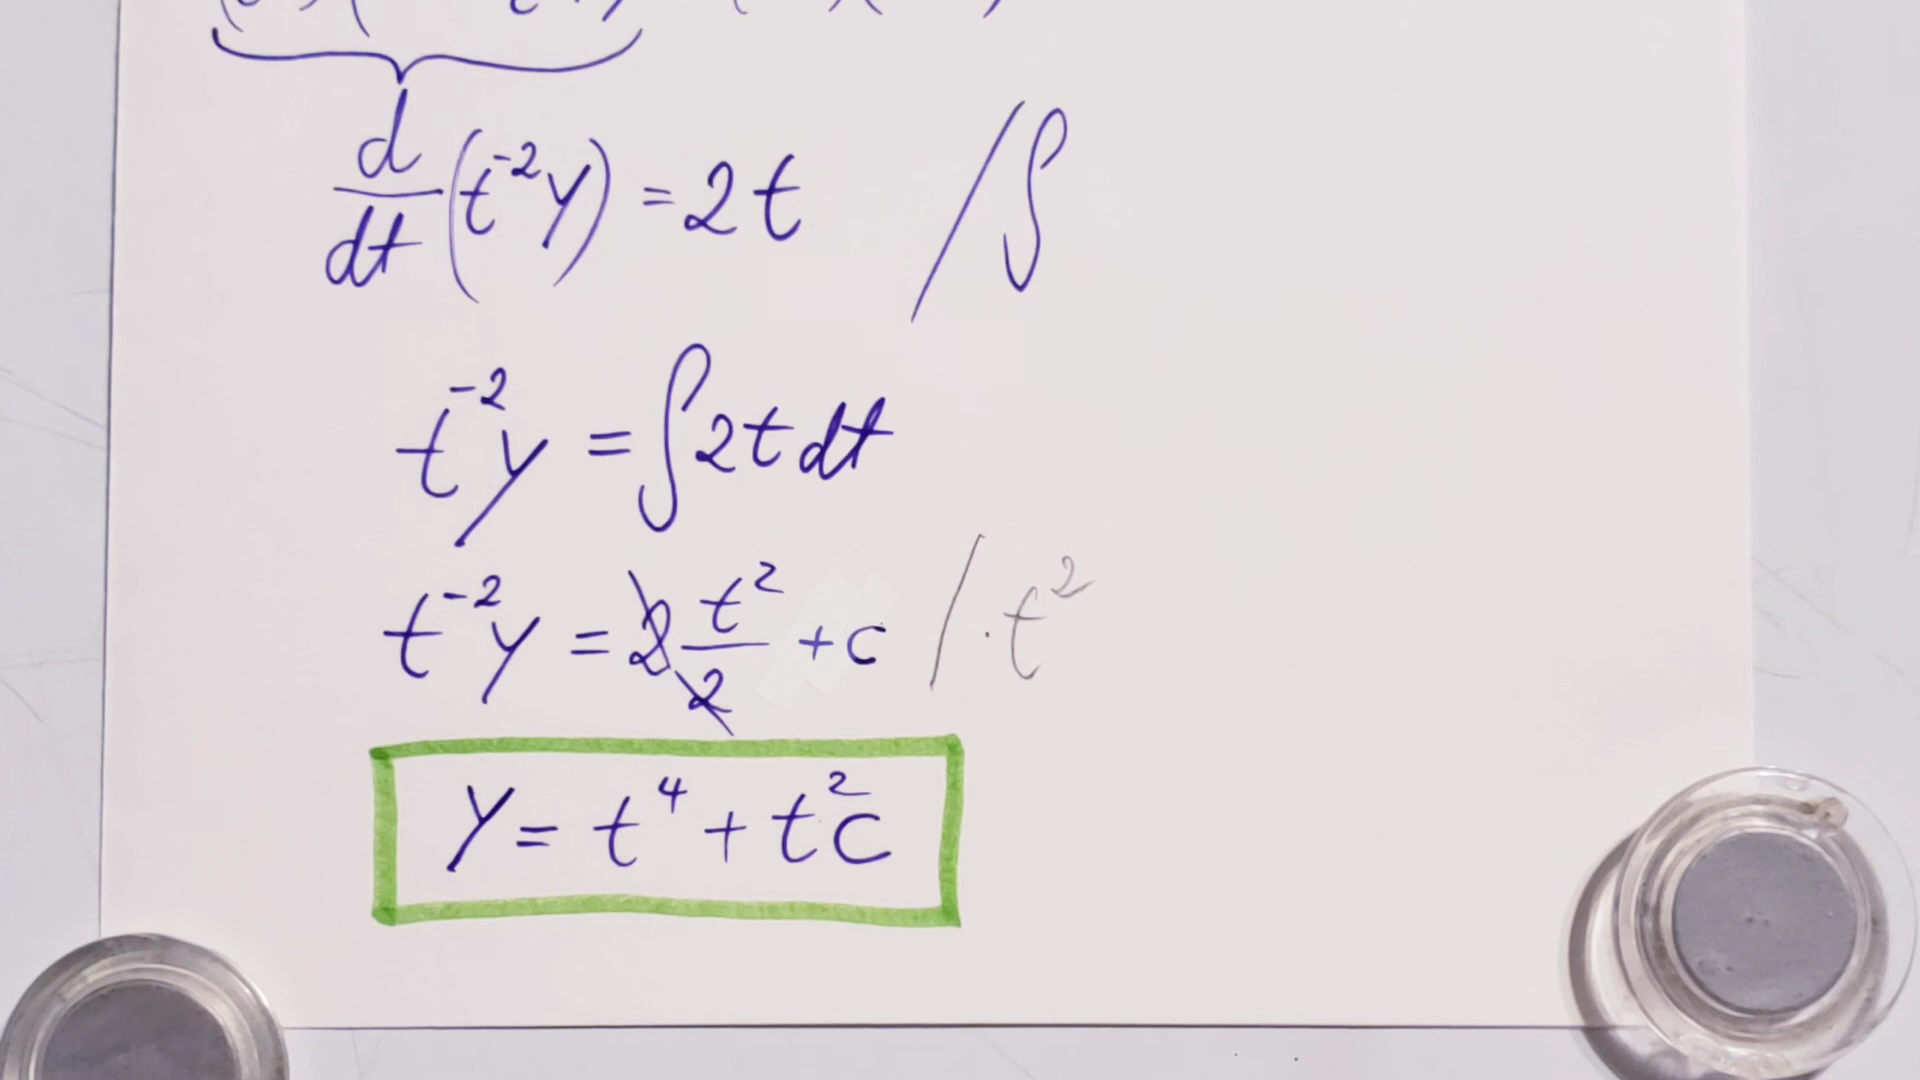 d/dt (t⁻²y) = 2t /∫
t⁻²y = ∫2t dt
t⁻²y = 2 t²/2 + c / · t²
y = t⁴ + t²c